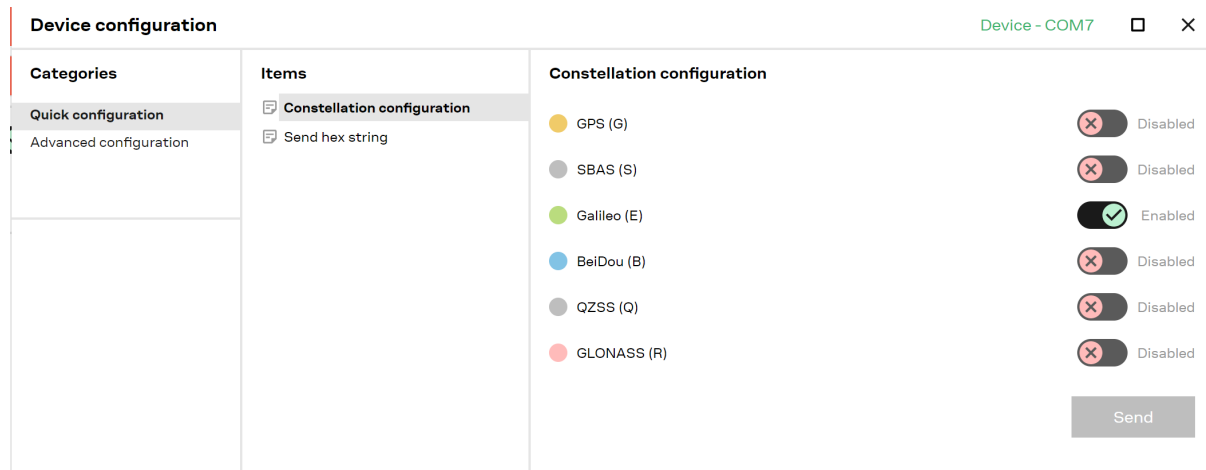 Device configuration
Device - COM7
Categories
Quick configuration
Advanced configuration
Items
Constellation configuration
Send hex string
Constellation configuration
GPS (G) Disabled
SBAS (S) Disabled
Galileo (E) Enabled
BeiDou (B) Disabled
QZSS (Q) Disabled
GLONASS (R) Disabled
Send